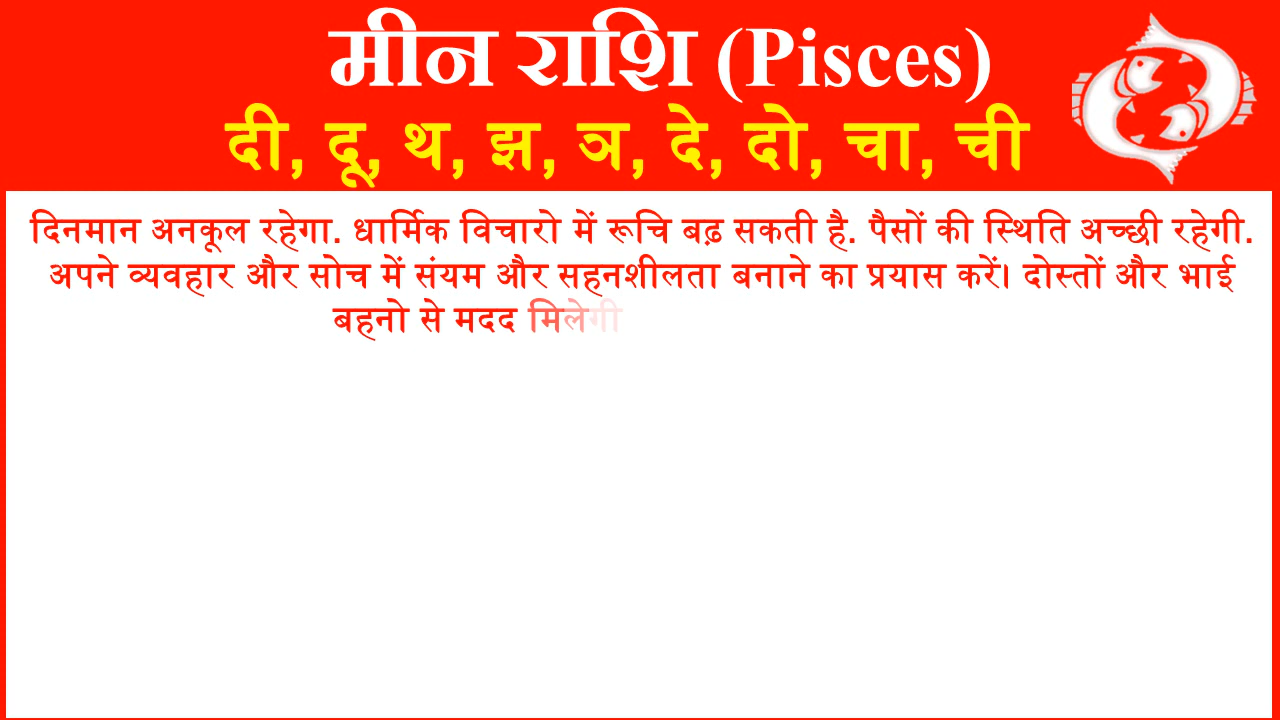 मीन राशि (Pisces)
दी, दू, थ, झ, ञ, दे, दो, चा, ची
दिनमान अनकूल रहेगा. धार्मिक विचारो में रूचि बढ़ सकती है. पैसों की स्थिति अच्छी रहेगी.
अपने व्यवहार और सोच में संयम और सहनशीलता बनाने का प्रयास करें। दोस्तों और भाई
बहनो से मदद मिलेगी